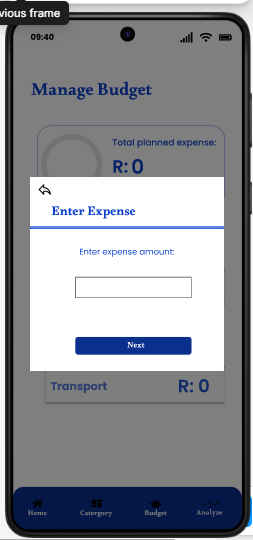 vious frame
09:40
Manage Budget
Total planned expense:
R: 0
Enter Expense
Enter expense amount:
Next
Transport R: 0
Home Catergory Budget Analyse